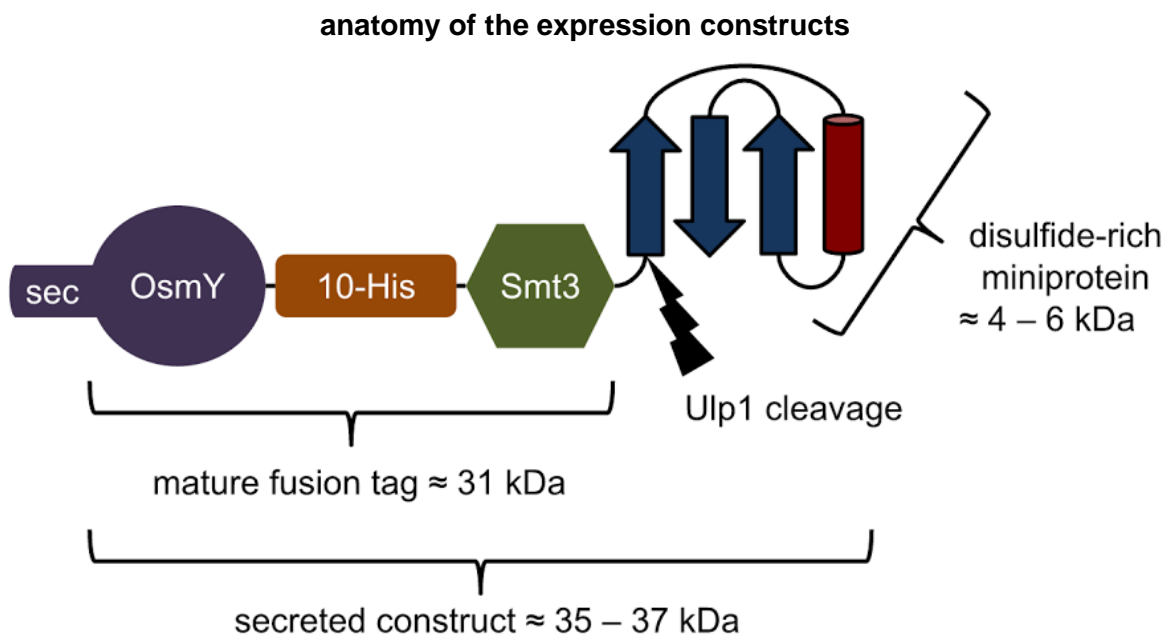 anatomy of the expression constructs
sec
OsmY
10-His
Smt3
disulfide-rich
miniprotein
≈ 4 – 6 kDa
Ulp1 cleavage
mature fusion tag ≈ 31 kDa
secreted construct ≈ 35 – 37 kDa